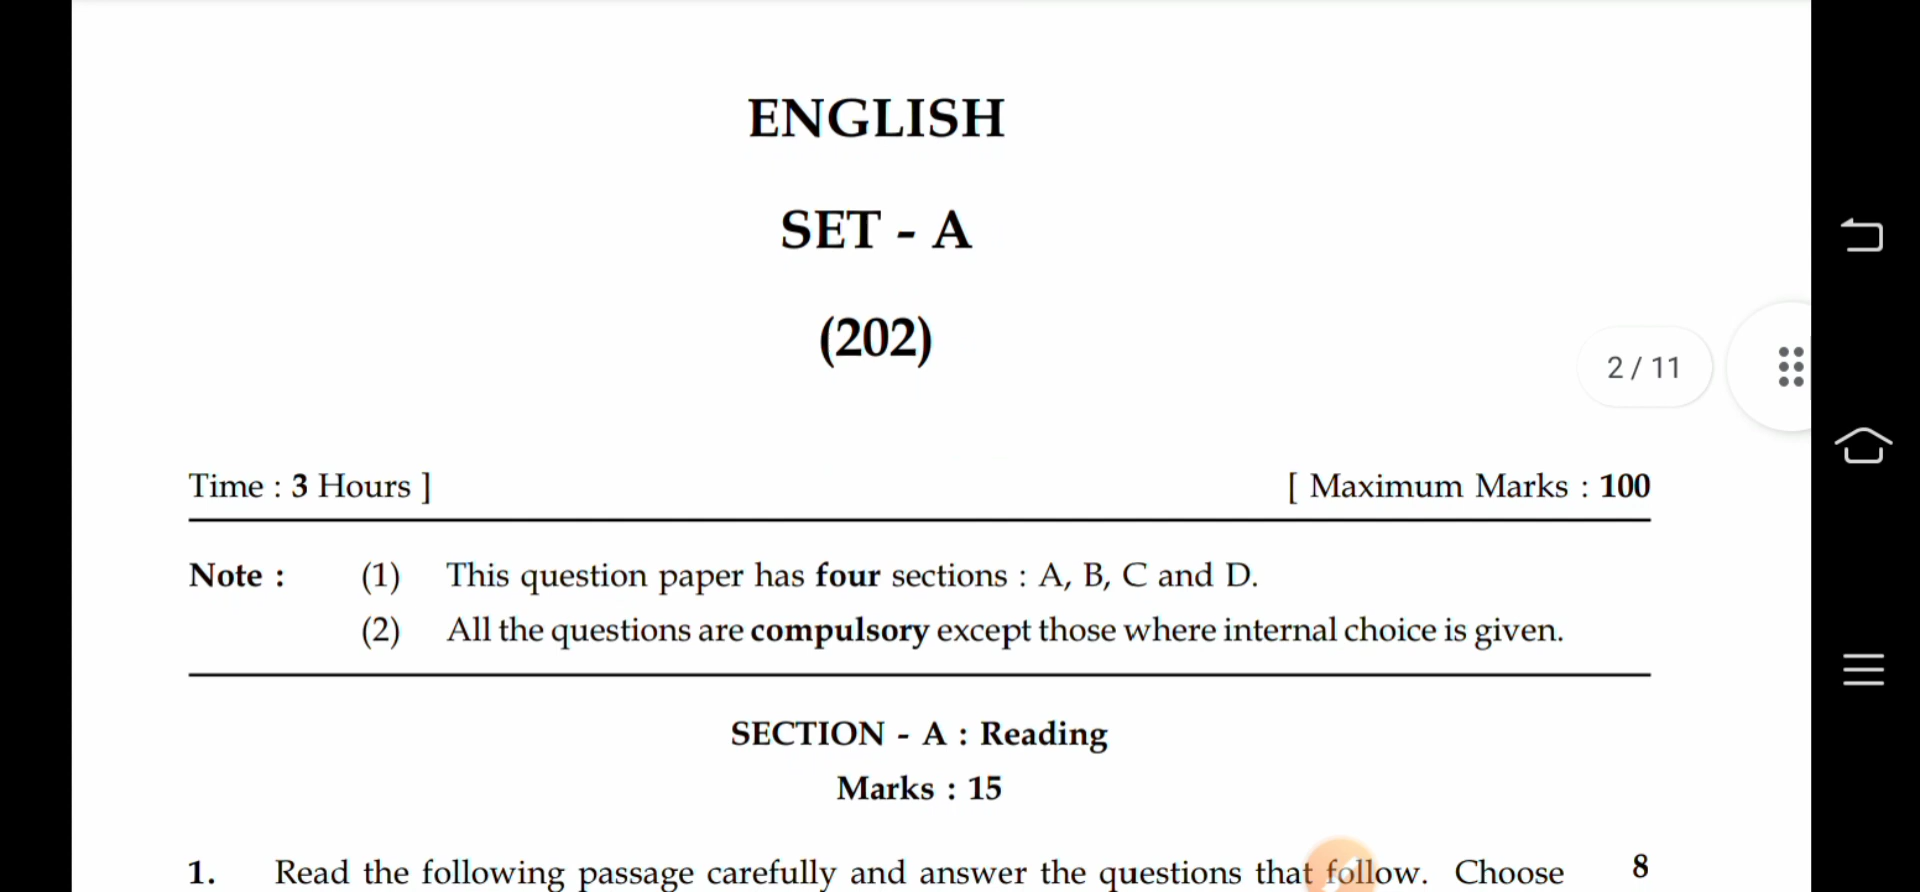 ENGLISH
SET - A
(202)
2 / 11
Time : 3 Hours ] [ Maximum Marks : 100
Note : (1) This question paper has four sections : A, B, C and D.
(2) All the questions are compulsory except those where internal choice is given.
SECTION - A : Reading
Marks : 15
1. Read the following passage carefully and answer the questions that follow. Choose 8